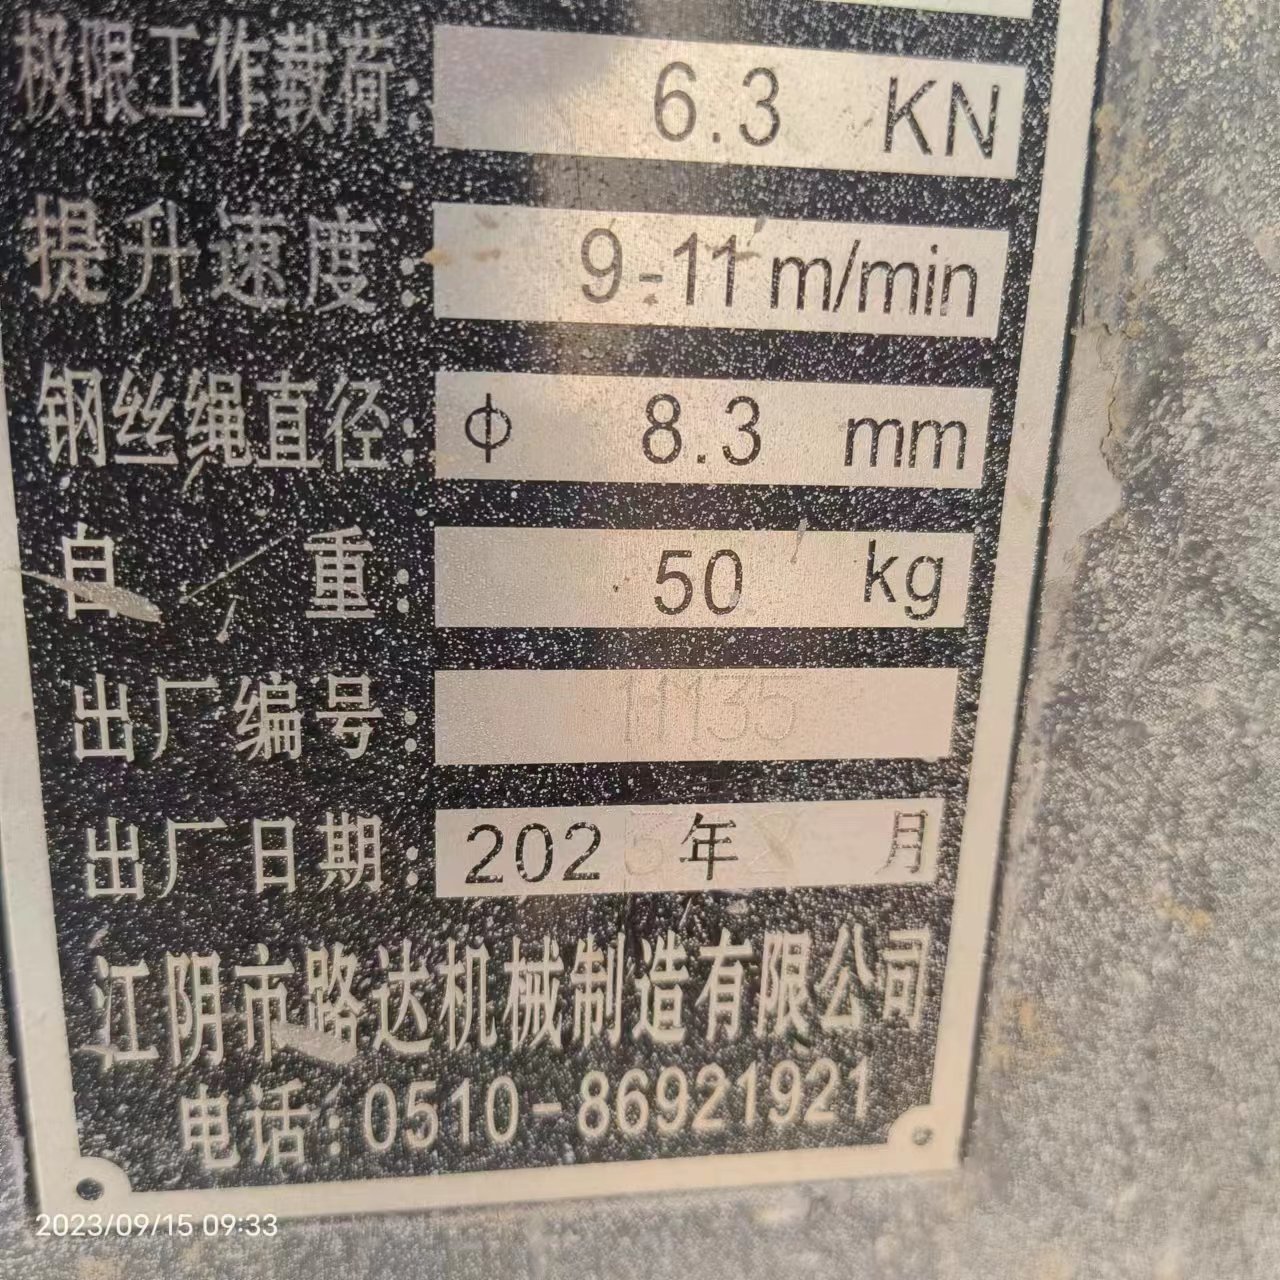 极限工作载荷: 6.3 KN
提升速度: 9-11 m/min
钢丝绳直径: φ 8.3 mm
自重: 50 kg
出厂编号:
出厂日期: 202 年 月
江阴市路达机械制造有限公司
电话:0510-86921921
2023/09/15 09:33